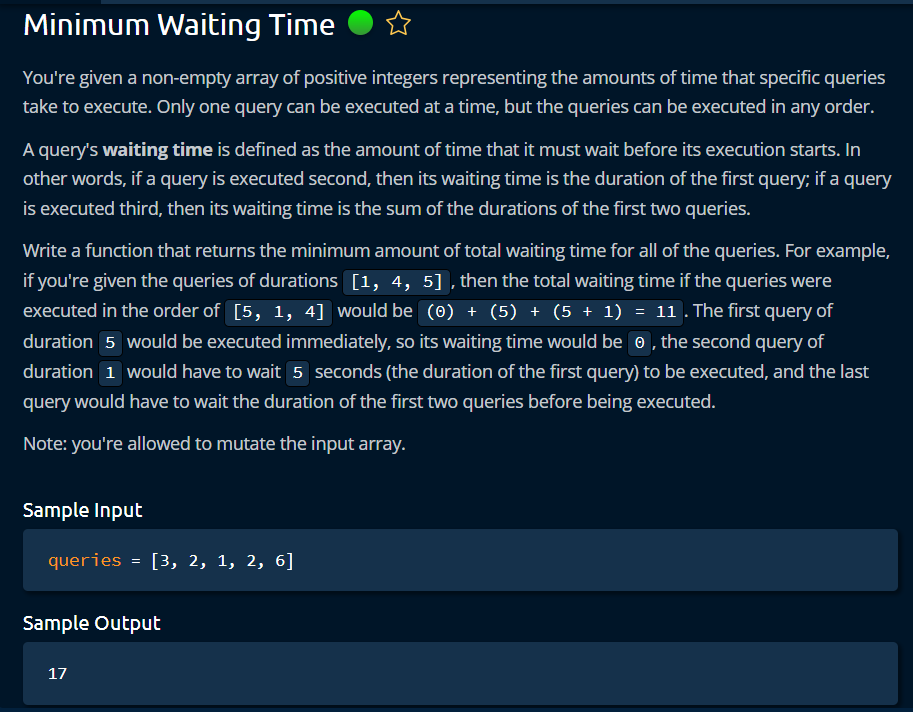 Minimum Waiting Time
You're given a non-empty array of positive integers representing the amounts of time that specific queries
take to execute. Only one query can be executed at a time, but the queries can be executed in any order.
A query's waiting time is defined as the amount of time that it must wait before its execution starts. In
other words, if a query is executed second, then its waiting time is the duration of the first query; if a query
is executed third, then its waiting time is the sum of the durations of the first two queries.
Write a function that returns the minimum amount of total waiting time for all of the queries. For example,
if you're given the queries of durations [1, 4, 5], then the total waiting time if the queries were
executed in the order of [5, 1, 4] would be (0) + (5) + (5 + 1) = 11. The first query of
duration 5 would be executed immediately, so its waiting time would be 0, the second query of
duration 1 would have to wait 5 seconds (the duration of the first query) to be executed, and the last
query would have to wait the duration of the first two queries before being executed.
Note: you're allowed to mutate the input array.
Sample Input
queries = [3, 2, 1, 2, 6]
Sample Output
17